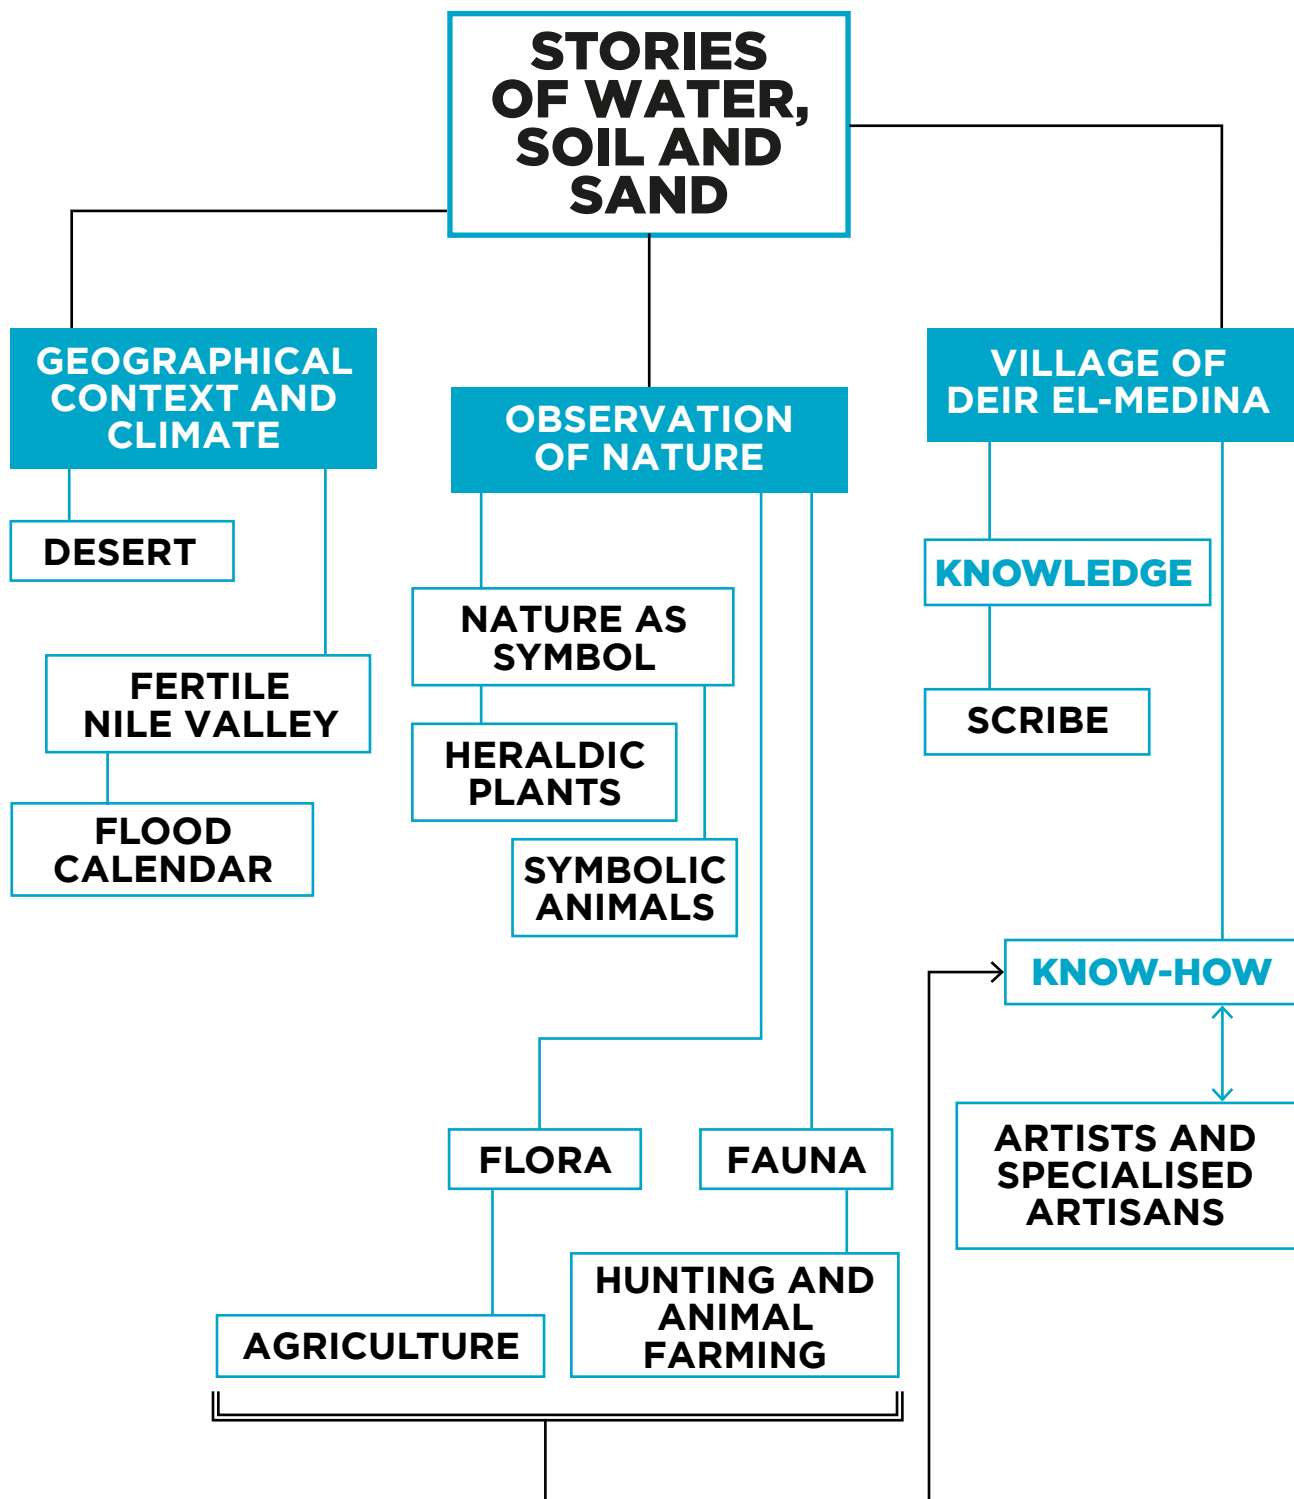 STORIES
OF WATER,
SOIL AND
SAND
GEOGRAPHICAL
CONTEXT AND
CLIMATE
DESERT
FERTILE
NILE VALLEY
FLOOD
CALENDAR
OBSERVATION
OF NATURE
NATURE AS
SYMBOL
HERALDIC
PLANTS
SYMBOLIC
ANIMALS
FLORA
FAUNA
AGRICULTURE
HUNTING AND
ANIMAL
FARMING
VILLAGE OF
DEIR EL-MEDINA
KNOWLEDGE
SCRIBE
KNOW-HOW
ARTISTS AND
SPECIALISED
ARTISANS